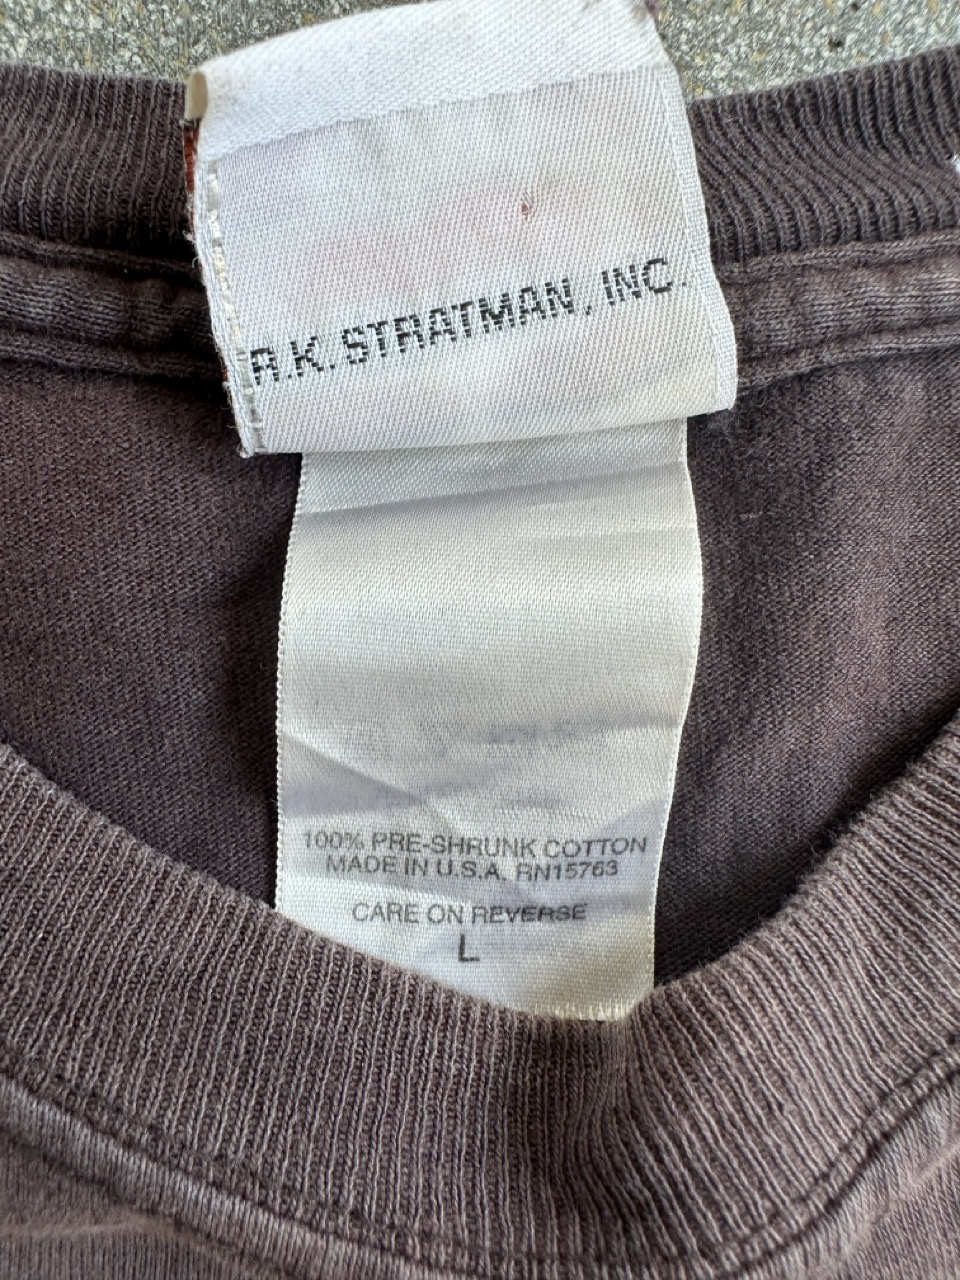 R.K. STRATMAN, INC.
100% PRE-SHRUNK COTTON
MADE IN U.S.A. RN15763
CARE ON REVERSE
L